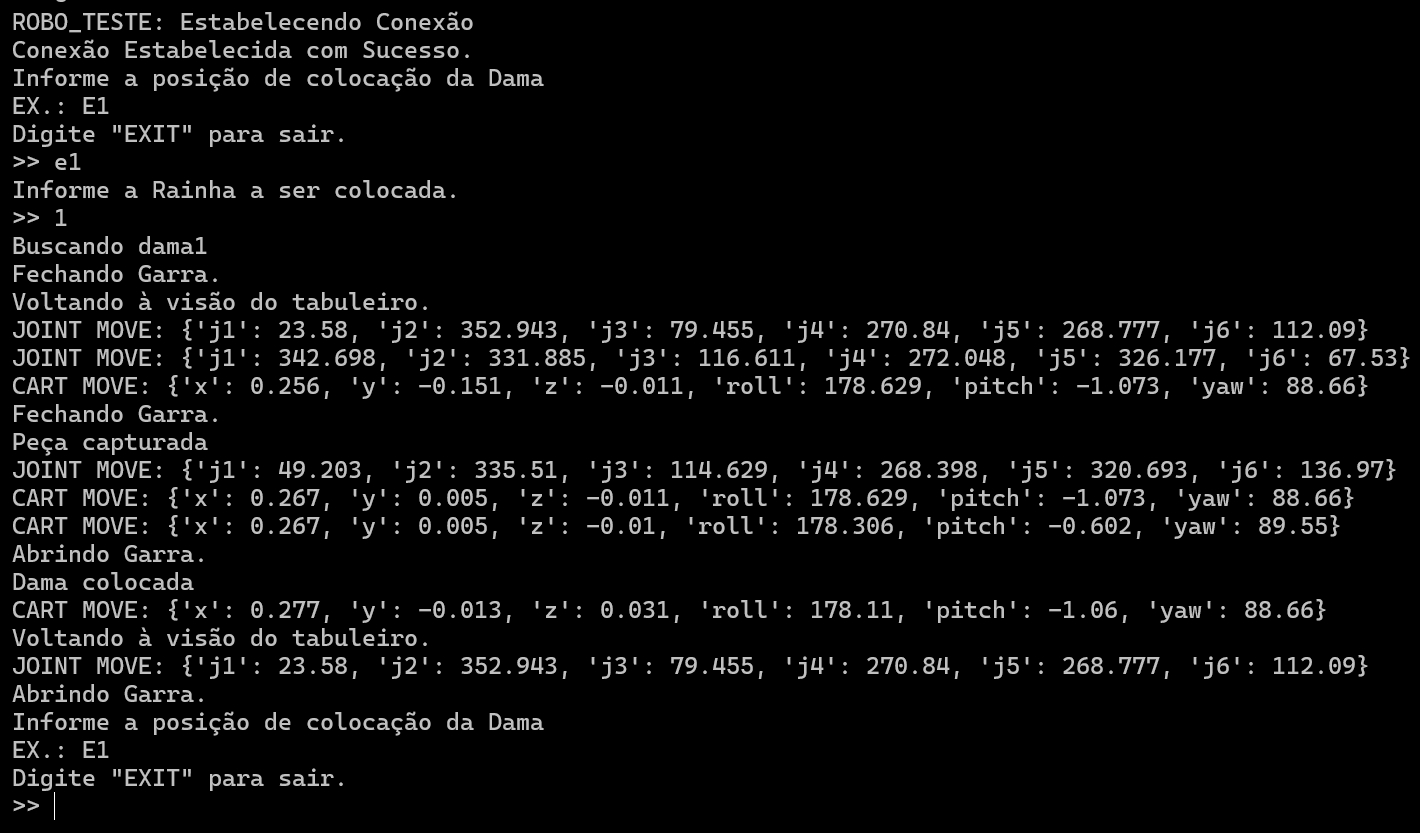 ROBO_TESTE: Estabelecendo Conexão
Conexão Estabelecida com Sucesso.
Informe a posição de colocação da Dama
EX.: E1
Digite "EXIT" para sair.
>> e1
Informe a Rainha a ser colocada.
>> 1
Buscando dama1
Fechando Garra.
Voltando à visão do tabuleiro.
JOINT MOVE: {'j1': 23.58, 'j2': 352.943, 'j3': 79.455, 'j4': 270.84, 'j5': 268.777, 'j6': 112.09}
JOINT MOVE: {'j1': 342.698, 'j2': 331.885, 'j3': 116.611, 'j4': 272.048, 'j5': 326.177, 'j6': 67.53}
CART MOVE: {'x': 0.256, 'y': -0.151, 'z': -0.011, 'roll': 178.629, 'pitch': -1.073, 'yaw': 88.66}
Fechando Garra.
Peça capturada
JOINT MOVE: {'j1': 49.203, 'j2': 335.51, 'j3': 114.629, 'j4': 268.398, 'j5': 320.693, 'j6': 136.97}
CART MOVE: {'x': 0.267, 'y': 0.005, 'z': -0.011, 'roll': 178.629, 'pitch': -1.073, 'yaw': 88.66}
CART MOVE: {'x': 0.267, 'y': 0.005, 'z': -0.01, 'roll': 178.306, 'pitch': -0.602, 'yaw': 89.55}
Abrindo Garra.
Dama colocada
CART MOVE: {'x': 0.277, 'y': -0.013, 'z': 0.031, 'roll': 178.11, 'pitch': -1.06, 'yaw': 88.66}
Voltando à visão do tabuleiro.
JOINT MOVE: {'j1': 23.58, 'j2': 352.943, 'j3': 79.455, 'j4': 270.84, 'j5': 268.777, 'j6': 112.09}
Abrindo Garra.
Informe a posição de colocação da Dama
EX.: E1
Digite "EXIT" para sair.
>>